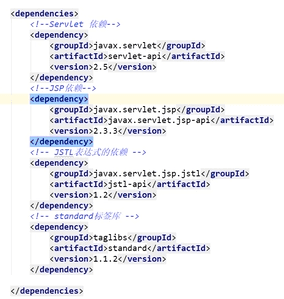 <dependencies>
<!--Servlet 依赖-->
<dependency>
<groupId>javax.servlet</groupId>
<artifactId>servlet-api</artifactId>
<version>2.5</version>
</dependency>
<!--JSP依赖-->
<dependency>
<groupId>javax.servlet.jsp</groupId>
<artifactId>javax.servlet.jsp-api</artifactId>
<version>2.3.3</version>
</dependency>
<!-- JSTL表达式的依赖 -->
<dependency>
<groupId>javax.servlet.jsp.jstl</groupId>
<artifactId>jstl-api</artifactId>
<version>1.2</version>
</dependency>
<!-- standard标签库 -->
<dependency>
<groupId>taglibs</groupId>
<artifactId>standard</artifactId>
<version>1.1.2</version>
</dependency>
</dependencies>